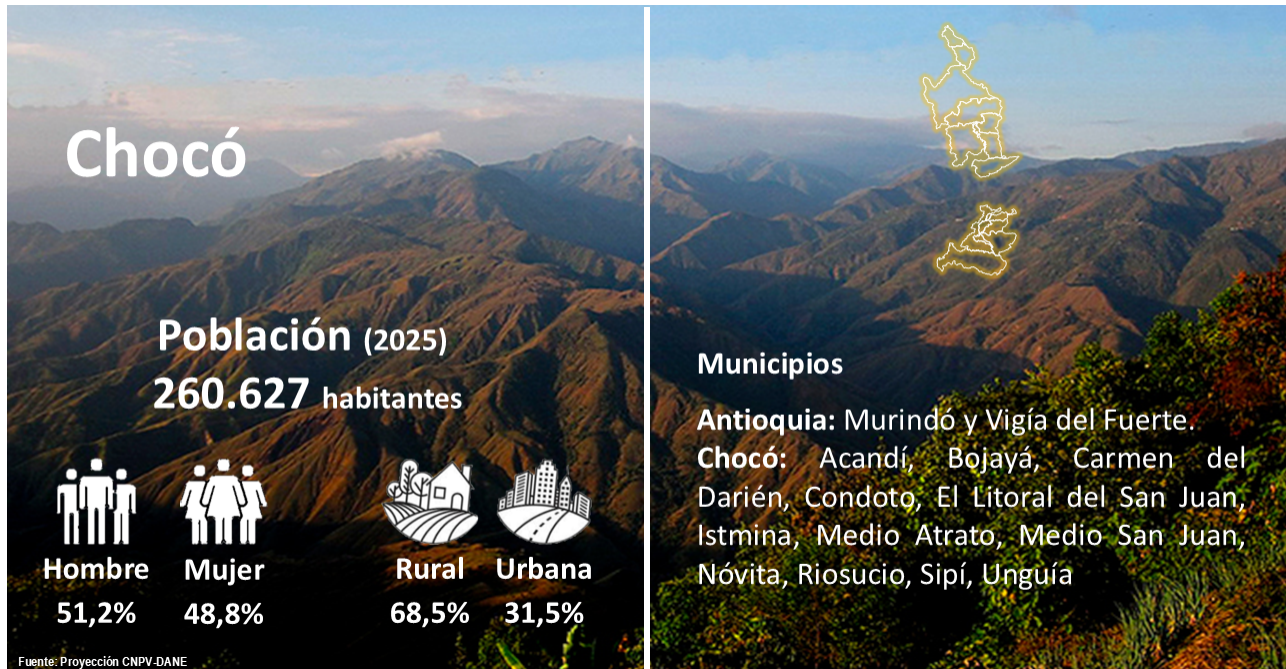 Chocó
Población (2025)
260.627 habitantes
Hombre
51,2%
Mujer
48,8%
Rural
68,5%
Urbana
31,5%
Fuente: Proyección CNPV-DANE
Municipios
Antioquia: Murindó y Vigía del Fuerte.
Chocó: Acandí, Bojayá, Carmen del
Darién, Condoto, El Litoral del San Juan,
Istmina, Medio Atrato, Medio San Juan,
Nóvita, Riosucio, Sipí, Unguía